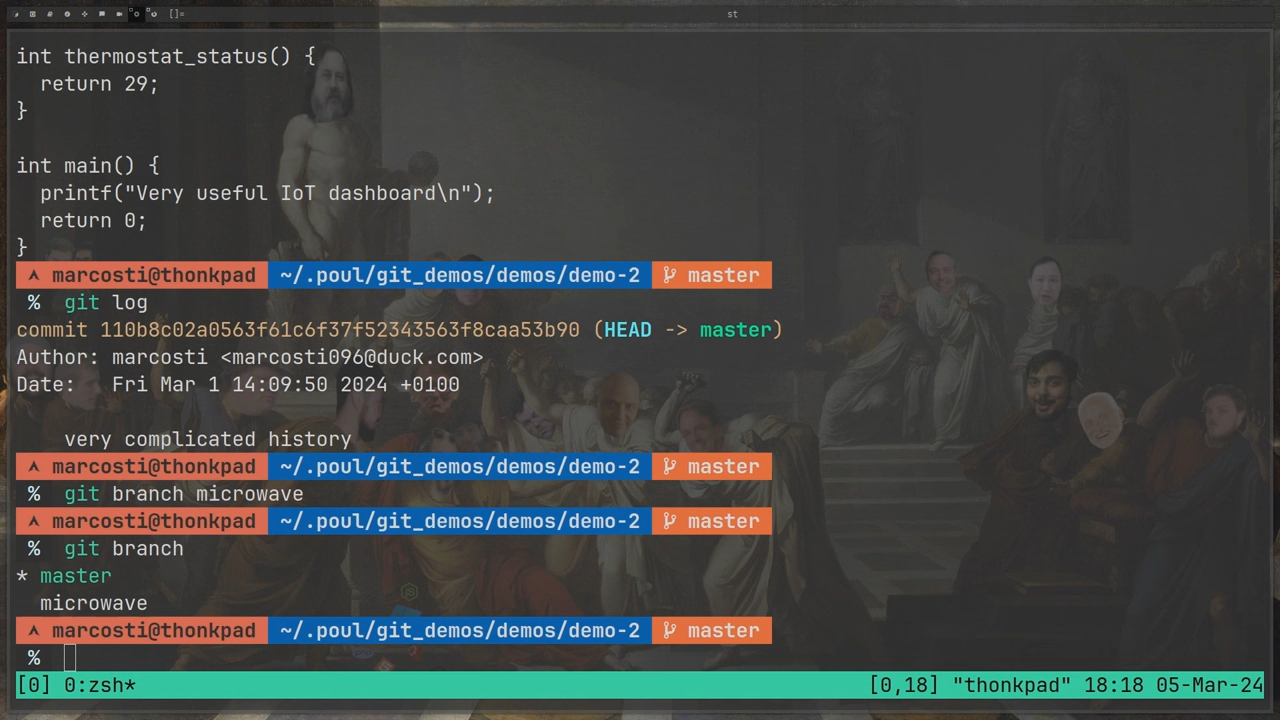 []= st
int thermostat_status() {
  return 29;
}
int main() {
  printf("Very useful IoT dashboard\n");
  return 0;
}
marcosti@thonkpad ~/.poul/git_demos/demos/demo-2 master
% git log
commit 110b8c02a0563f61c6f37f52343563f8caa53b90 (HEAD -> master)
Author: marcosti <marcosti096@duck.com>
Date:   Fri Mar 1 14:09:50 2024 +0100
    very complicated history
marcosti@thonkpad ~/.poul/git_demos/demos/demo-2 master
% git branch microwave
marcosti@thonkpad ~/.poul/git_demos/demos/demo-2 master
% git branch
* master
  microwave
marcosti@thonkpad ~/.poul/git_demos/demos/demo-2 master
%
[0] 0:zsh* [0,18] "thonkpad" 18:18 05-Mar-24